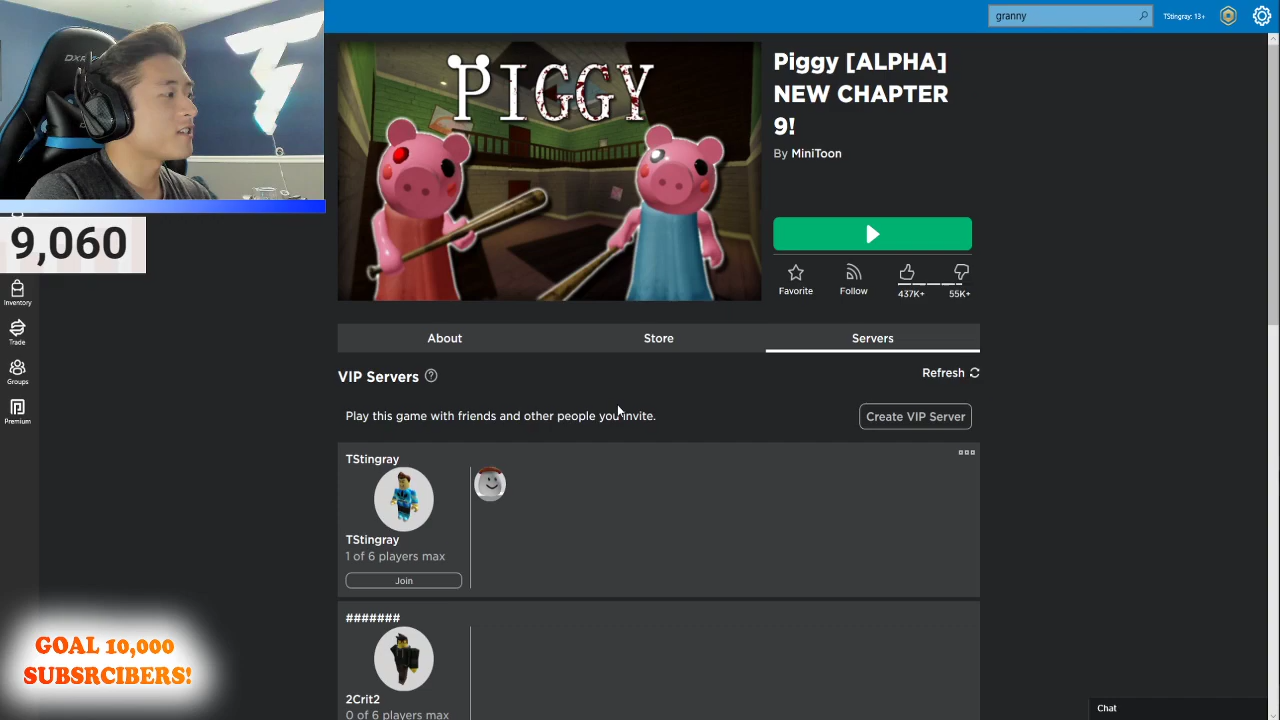 granny
TStingray: 13+
DXR
PIGGY
Piggy [ALPHA]
NEW CHAPTER
9!
By MiniToon
9,060
Inventory
Trade
Groups
Premium
Favorite
Follow
437K+
55K+
About
Store
Servers
VIP Servers
Refresh
Play this game with friends and other people you invite.
Create VIP Server
TStingray
TStingray
1 of 6 players max
Join
#######
2Crit2
0 of 6 players max
GOAL 10,000
SUBSRCIBERS!
Chat